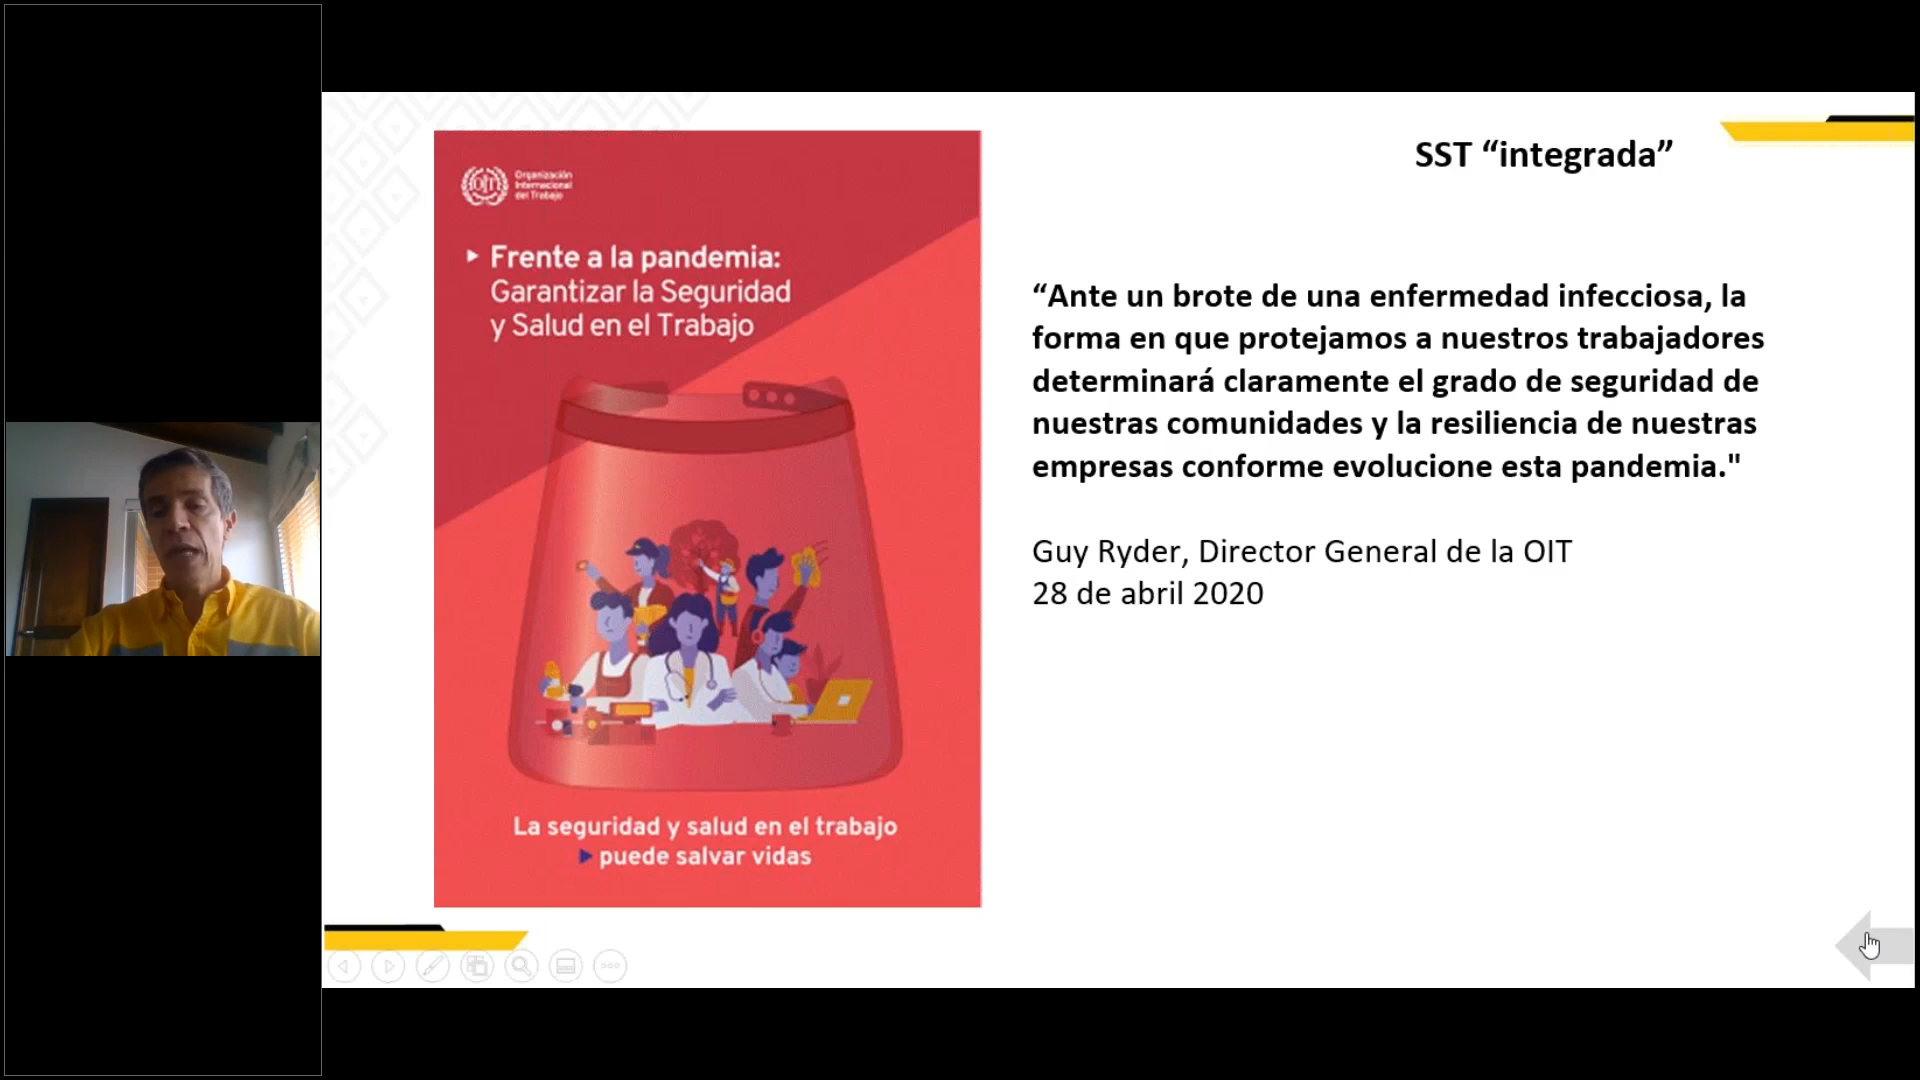 SST “integrada”
OIT
Organización
Internacional
del Trabajo
Frente a la pandemia:
Garantizar la Seguridad
y Salud en el Trabajo
La seguridad y salud en el trabajo
puede salvar vidas
“Ante un brote de una enfermedad infecciosa, la
forma en que protejamos a nuestros trabajadores
determinará claramente el grado de seguridad de
nuestras comunidades y la resiliencia de nuestras
empresas conforme evolucione esta pandemia."
Guy Ryder, Director General de la OIT
28 de abril 2020